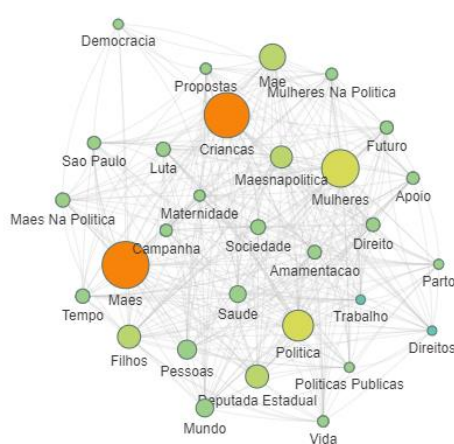 Democracia
Mae
Propostas
Mulheres Na Politica
Criancas
Futuro
Sao Paulo
Luta
Maesnapolitica
Mulheres
Apoio
Maes Na Politica
Maternidade
Campanha
Sociedade
Direito
Amamentacao
Parto
Maes
Tempo
Saude
Trabalho
Filhos
Politica
Direitos
Pessoas
Deputada Estadual
Politicas Publicas
Mundo
Vida